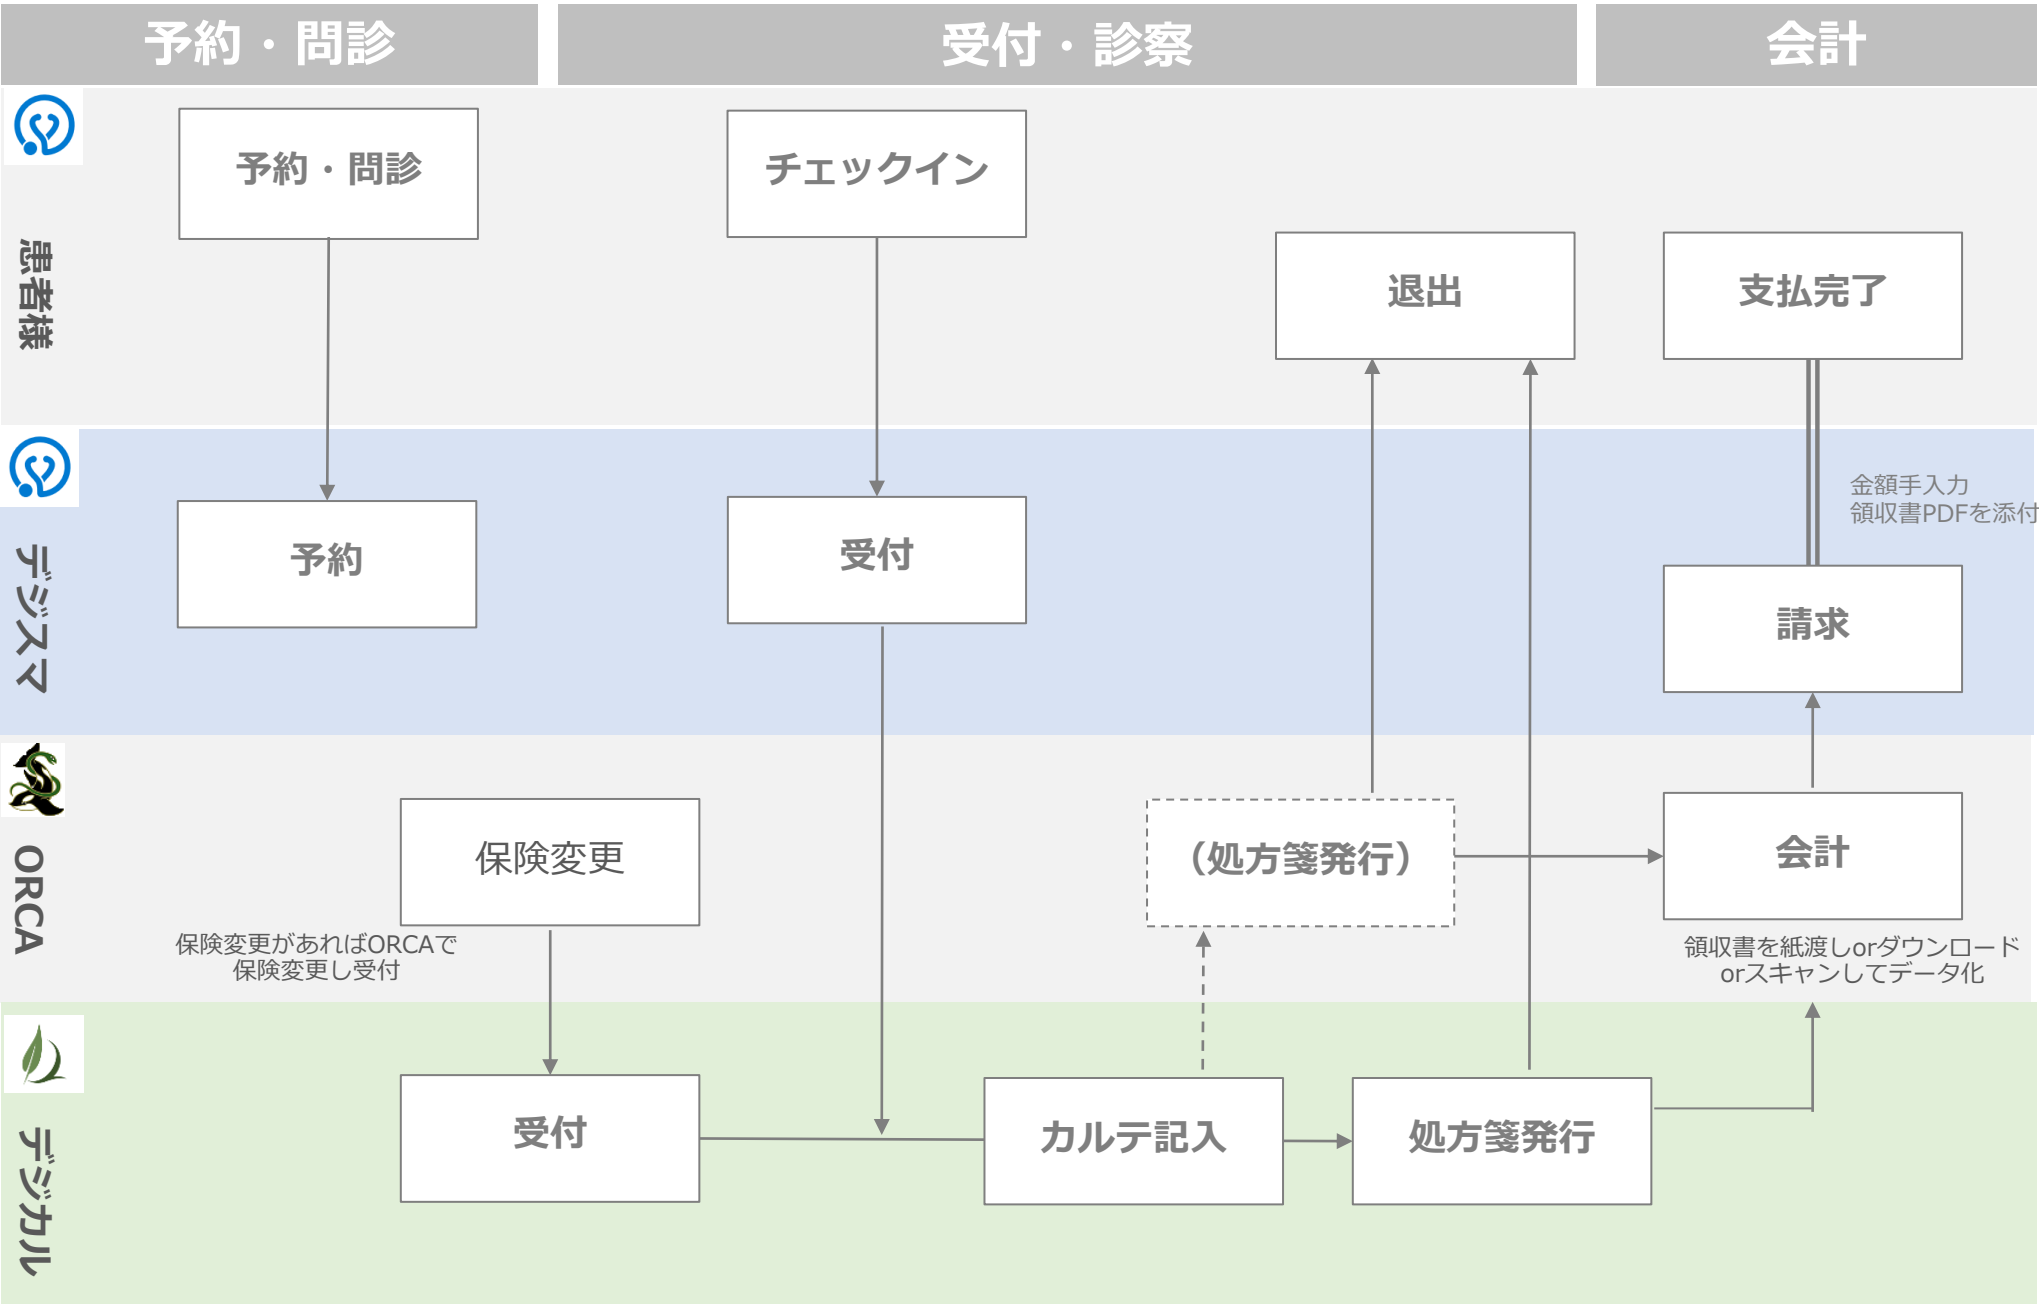 予約・問診
受付・診察
会計
患者様
予約・問診
チェックイン
退出
支払完了
デジスマ
予約
受付
金額手入力
領収書PDFを添付
請求
ORCA
保険変更
保険変更があればORCAで
保険変更し受付
（処方箋発行）
会計
領収書を紙渡しorダウンロード
orスキャンしてデータ化
デジカル
受付
カルテ記入
処方箋発行